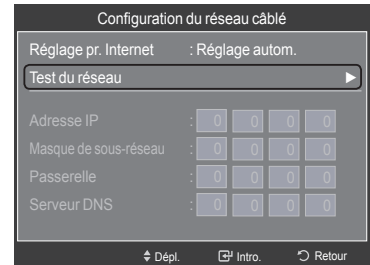 Configuration du réseau câblé
Réglage pr. Internet : Réglage autom.
Test du réseau
Adresse IP : 0 0 0 0
Masque de sous-réseau : 0 0 0 0
Passerelle : 0 0 0 0
Serveur DNS : 0 0 0 0
Dépl. Intro. Retour